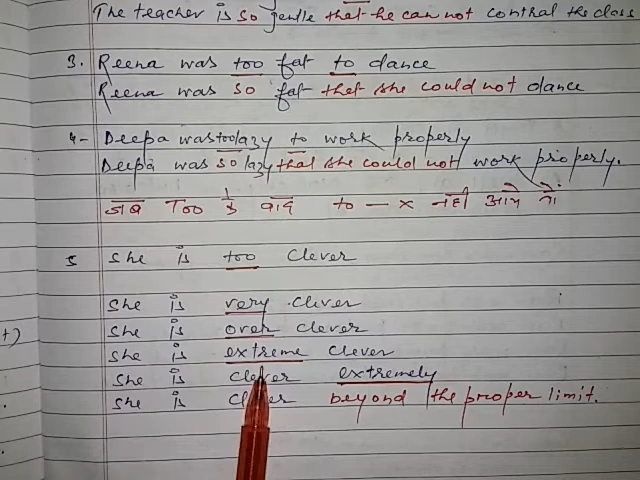 The teacher is so gentle that he can not control the class
3. Reena was too fat to dance
Reena was so fat that she could not dance
4- Deepa was too lazy to work properly
Deepa was so lazy that she could not work properly.
जब Too के बाद to — x नहीं आये तो
5 She is too clever
She is very clever
She is over clever
t)
She is extreme clever
She is clever extremely
She is clever beyond the proper limit.